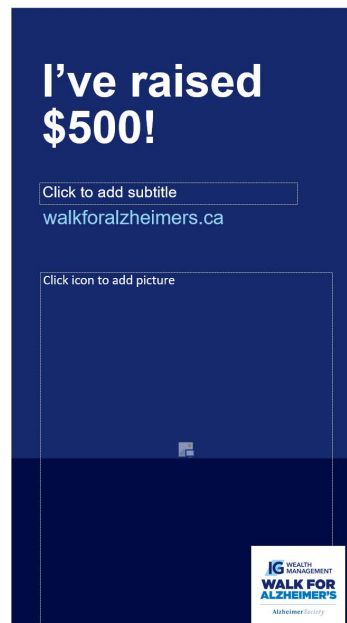 I've raised
$500!
Click to add subtitle
walkforalzheimers.ca
Click icon to add picture
IG WEALTH
MANAGEMENT
WALK FOR
ALZHEIMER'S
Alzheimer Society